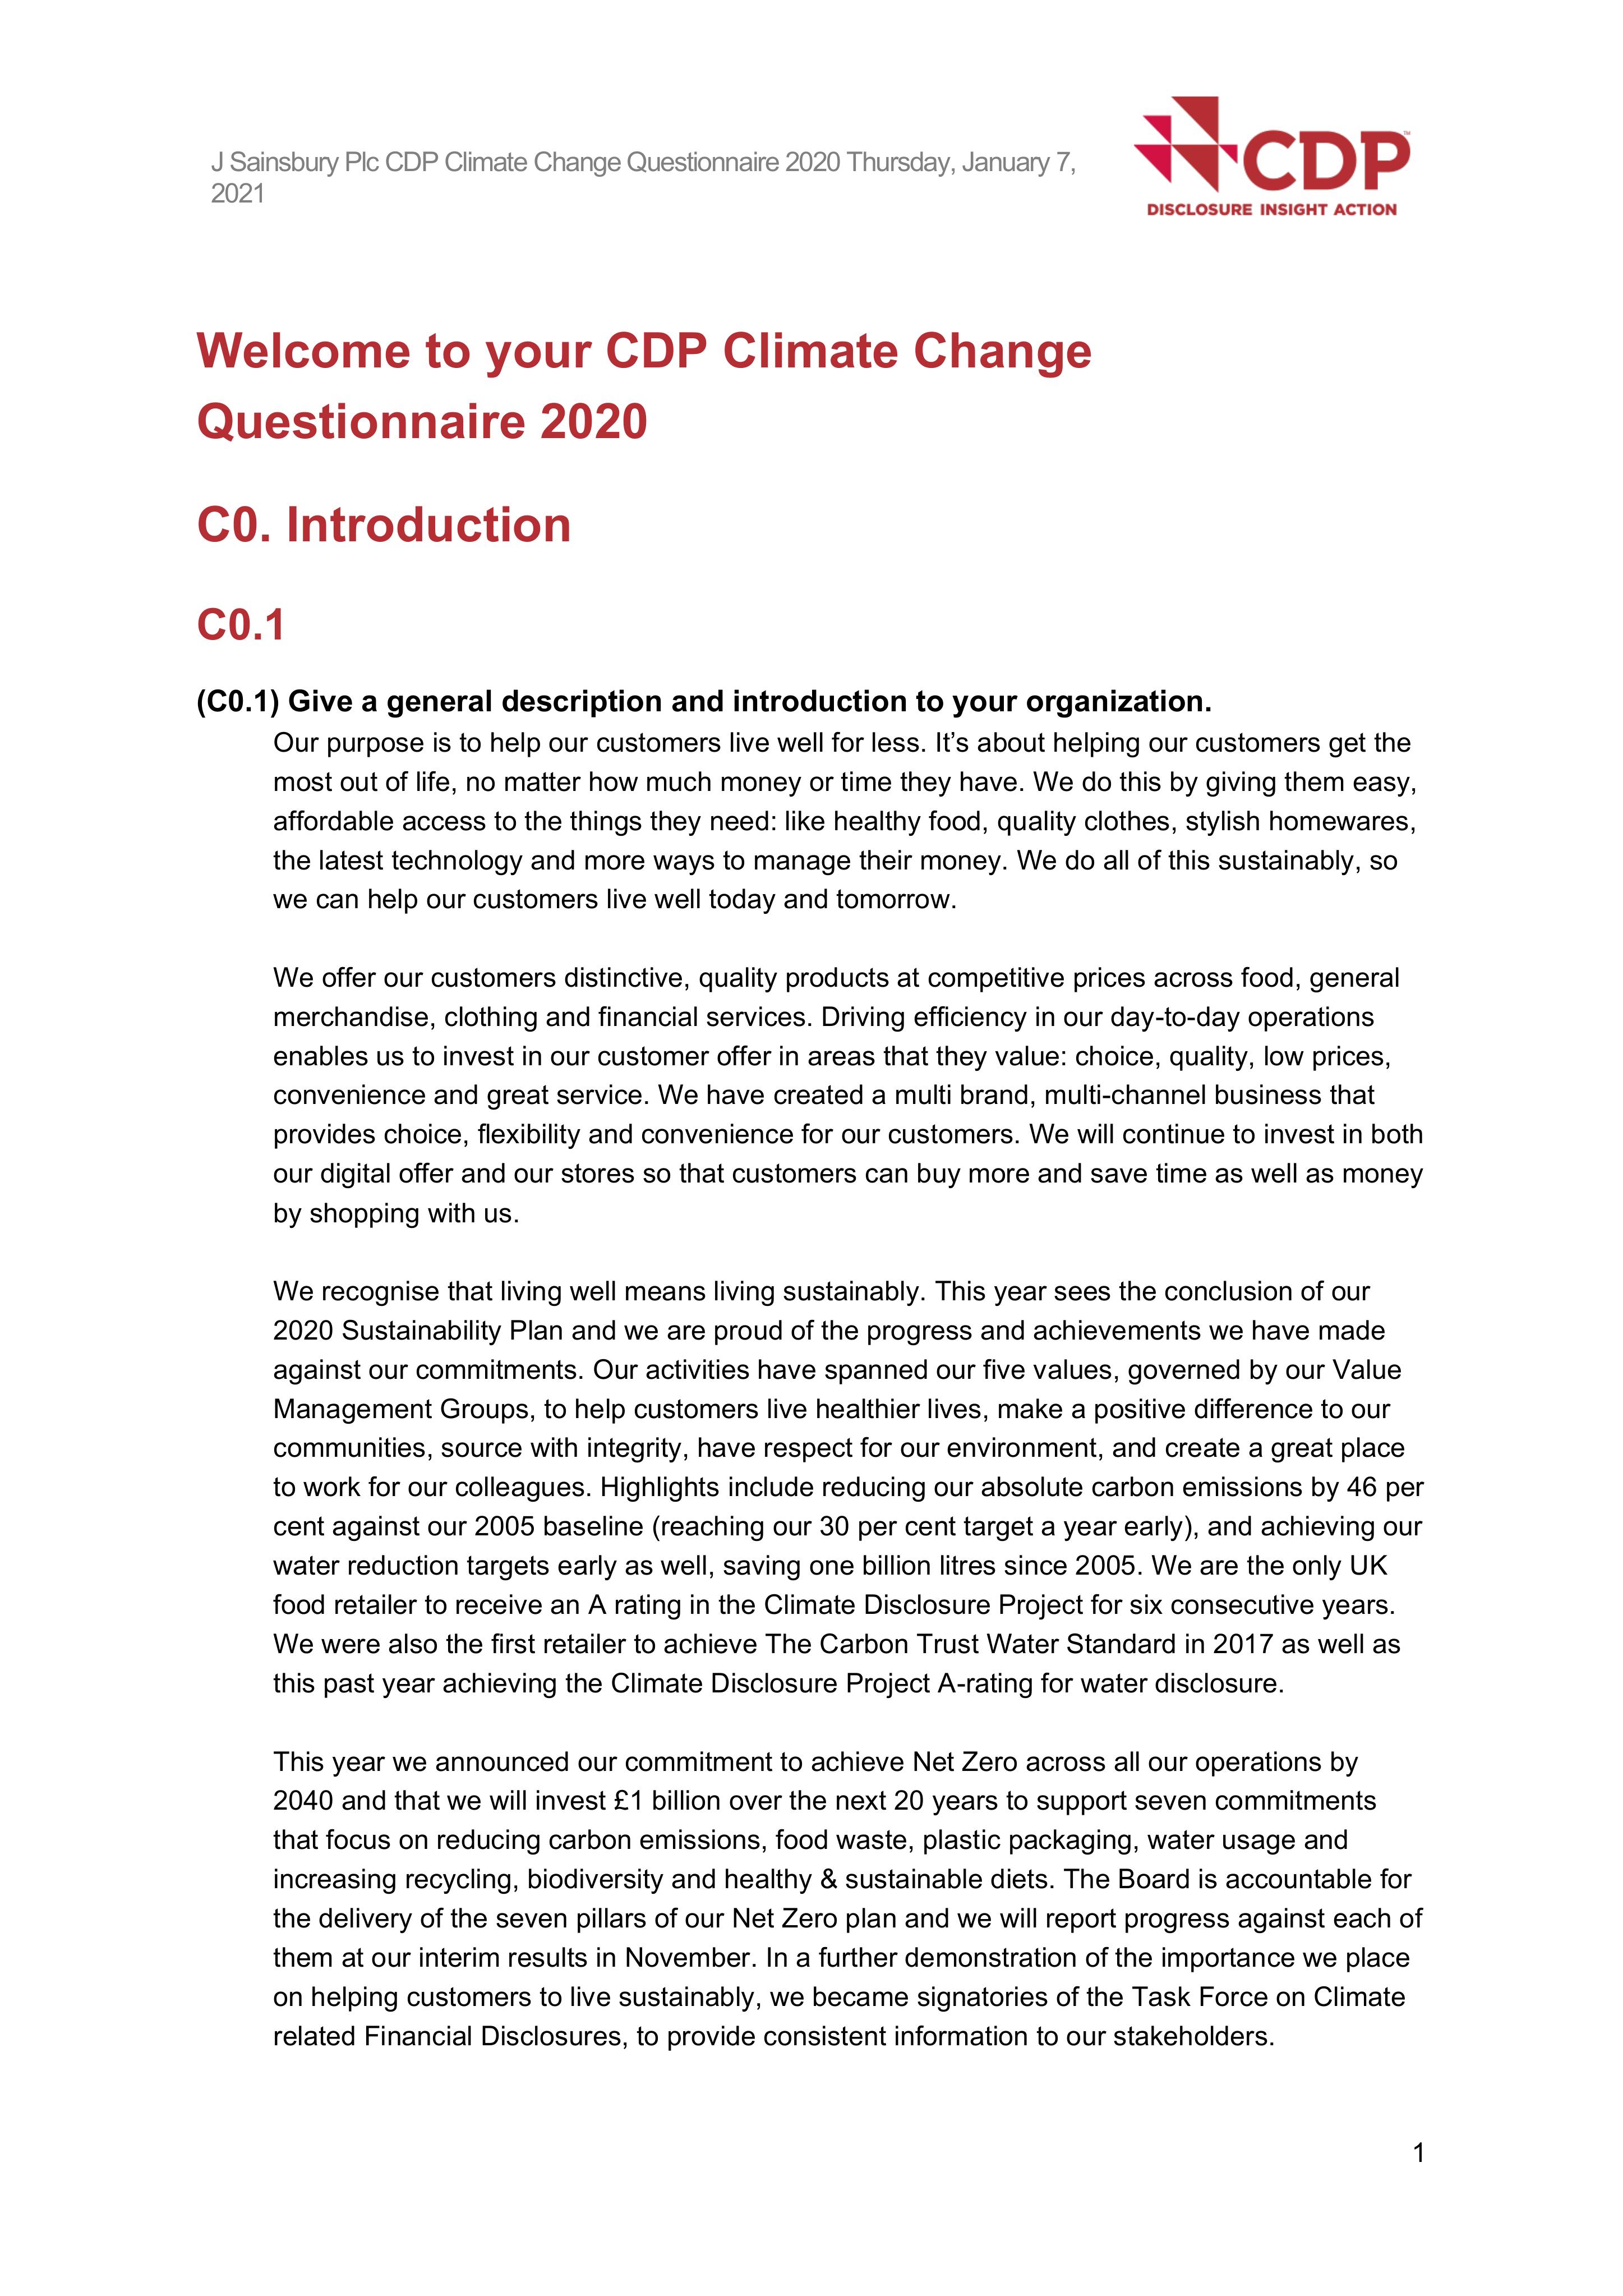 J Sainsbury Plc CDP Climate Change Questionnaire 2020 Thursday, January 7,
2021
CDP™
DISCLOSURE INSIGHT ACTION
Welcome to your CDP Climate Change
Questionnaire 2020
C0. Introduction
C0.1
(C0.1) Give a general description and introduction to your organization.
Our purpose is to help our customers live well for less. It’s about helping our customers get the
most out of life, no matter how much money or time they have. We do this by giving them easy,
affordable access to the things they need: like healthy food, quality clothes, stylish homewares,
the latest technology and more ways to manage their money. We do all of this sustainably, so
we can help our customers live well today and tomorrow.
We offer our customers distinctive, quality products at competitive prices across food, general
merchandise, clothing and financial services. Driving efficiency in our day-to-day operations
enables us to invest in our customer offer in areas that they value: choice, quality, low prices,
convenience and great service. We have created a multi brand, multi-channel business that
provides choice, flexibility and convenience for our customers. We will continue to invest in both
our digital offer and our stores so that customers can buy more and save time as well as money
by shopping with us.
We recognise that living well means living sustainably. This year sees the conclusion of our
2020 Sustainability Plan and we are proud of the progress and achievements we have made
against our commitments. Our activities have spanned our five values, governed by our Value
Management Groups, to help customers live healthier lives, make a positive difference to our
communities, source with integrity, have respect for our environment, and create a great place
to work for our colleagues. Highlights include reducing our absolute carbon emissions by 46 per
cent against our 2005 baseline (reaching our 30 per cent target a year early), and achieving our
water reduction targets early as well, saving one billion litres since 2005. We are the only UK
food retailer to receive an A rating in the Climate Disclosure Project for six consecutive years.
We were also the first retailer to achieve The Carbon Trust Water Standard in 2017 as well as
this past year achieving the Climate Disclosure Project A-rating for water disclosure.
This year we announced our commitment to achieve Net Zero across all our operations by
2040 and that we will invest £1 billion over the next 20 years to support seven commitments
that focus on reducing carbon emissions, food waste, plastic packaging, water usage and
increasing recycling, biodiversity and healthy & sustainable diets. The Board is accountable for
the delivery of the seven pillars of our Net Zero plan and we will report progress against each of
them at our interim results in November. In a further demonstration of the importance we place
on helping customers to live sustainably, we became signatories of the Task Force on Climate
related Financial Disclosures, to provide consistent information to our stakeholders.
1